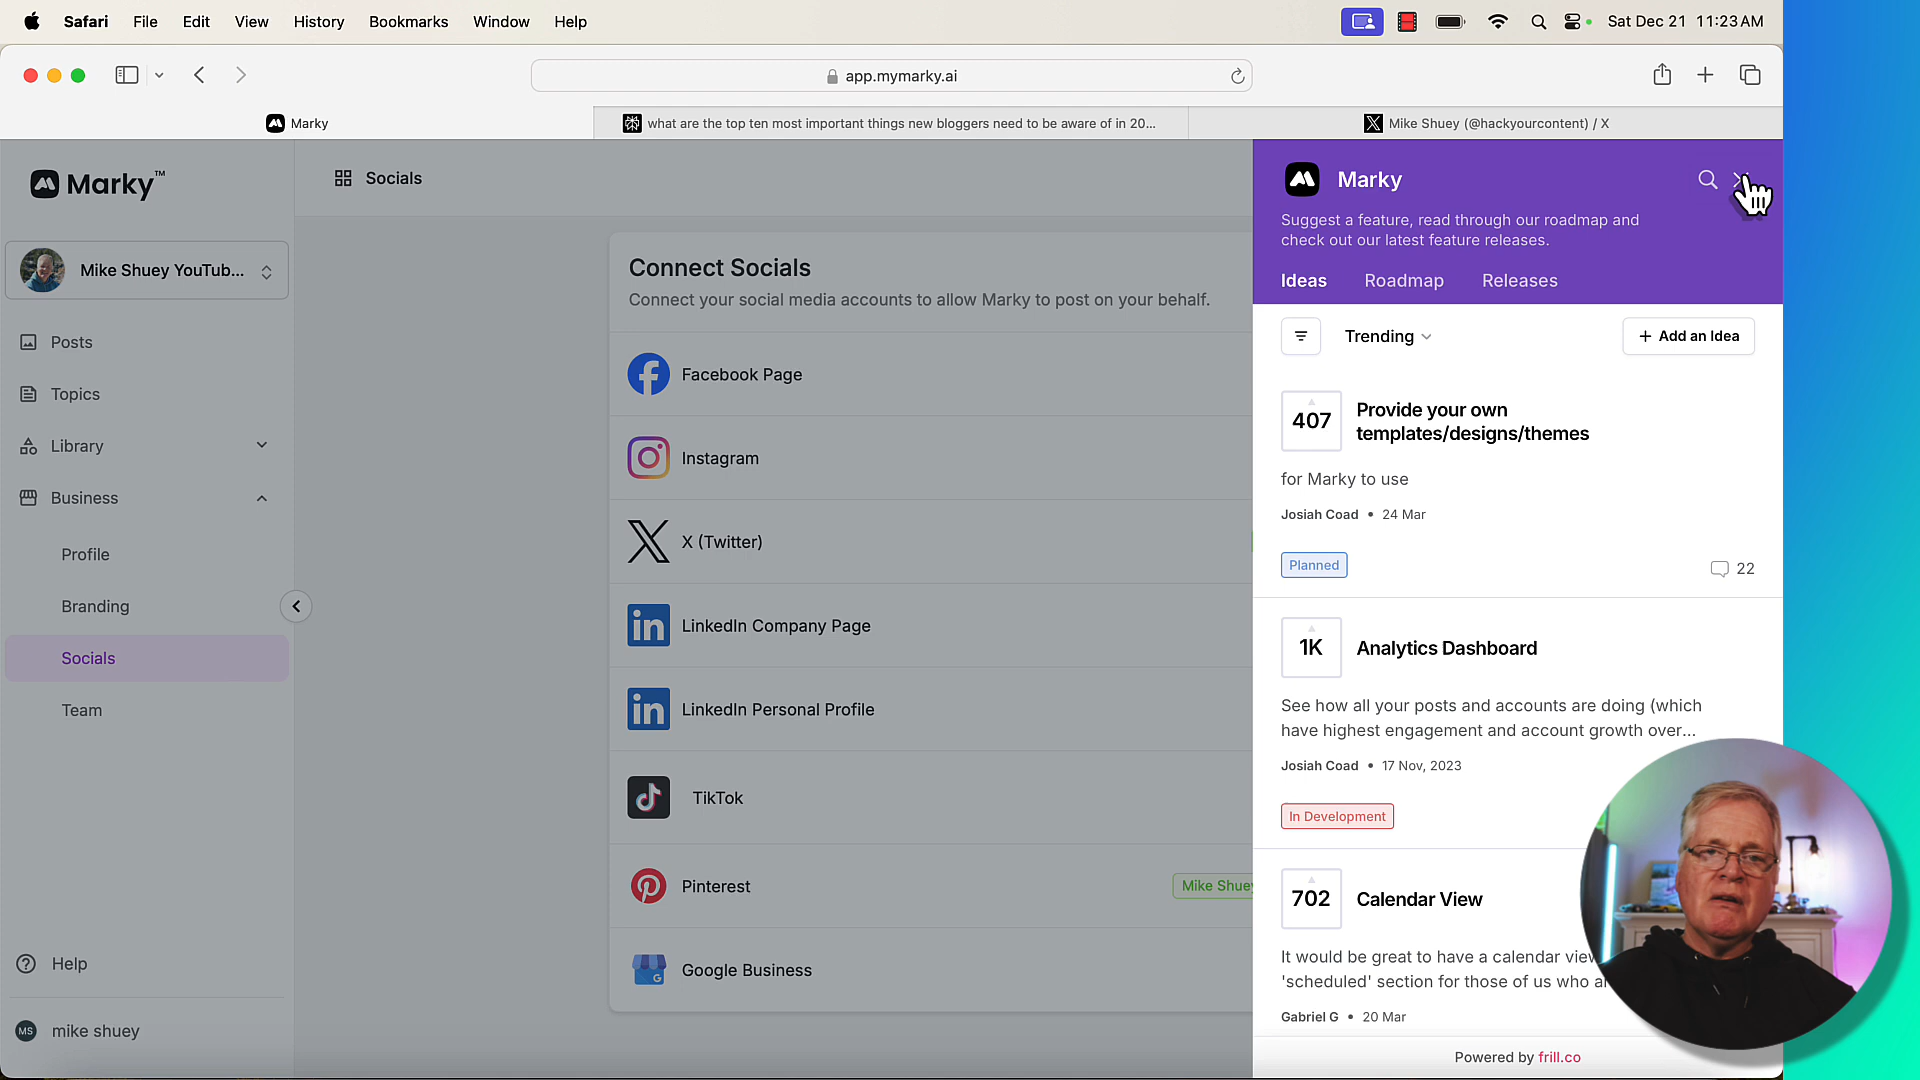 Safari File Edit View History Bookmarks Window Help Sat Dec 21 11:23 AM
app.mymarky.ai
Marky
what are the top ten most important things new bloggers need to be aware of in 20...
Mike Shuey (@hackyourcontent) / X
Marky™
Mike Shuey YouTub...
Posts
Topics
Library
Business
Profile
Branding
Socials
Team
Help
MS mike shuey
Socials
Connect Socials
Connect your social media accounts to allow Marky to post on your behalf.
Facebook Page
Instagram
X (Twitter)
LinkedIn Company Page
LinkedIn Personal Profile
TikTok
Pinterest
Mike Shuey
Google Business
Marky
Suggest a feature, read through our roadmap and
check out our latest feature releases.
Ideas Roadmap Releases
Trending
+ Add an Idea
407
Provide your own
templates/designs/themes
for Marky to use
Josiah Coad • 24 Mar
Planned
22
1K
Analytics Dashboard
See how all your posts and accounts are doing (which
have highest engagement and account growth over...
Josiah Coad • 17 Nov, 2023
In Development
702
Calendar View
It would be great to have a calendar view
'scheduled' section for those of us who
Gabriel G • 20 Mar
Powered by frill.co